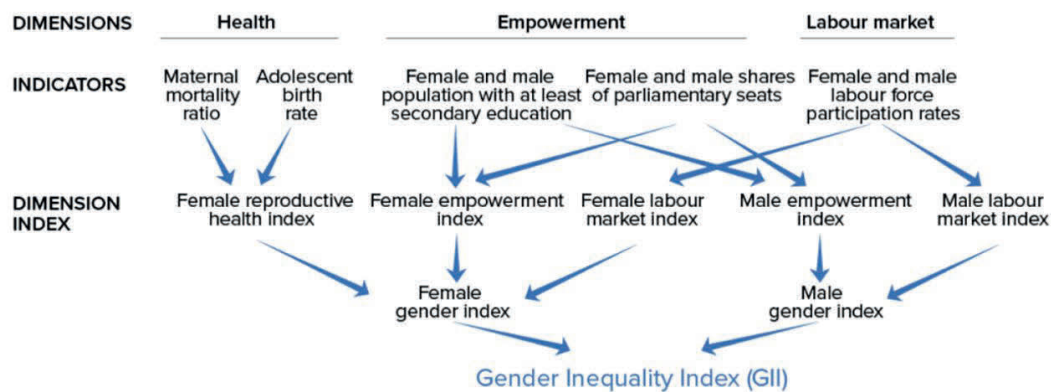 DIMENSIONS Health Empowerment Labour market
INDICATORS
Maternal
mortality
ratio
Adolescent
birth
rate
Female and male
population with at least
secondary education
Female and male shares
of parliamentary seats
Female and male
labour force
participation rates
DIMENSION
INDEX
Female reproductive
health index
Female empowerment
index
Female labour
market index
Male empowerment
index
Male labour
market index
Female
gender index
Male
gender index
Gender Inequality Index (GII)